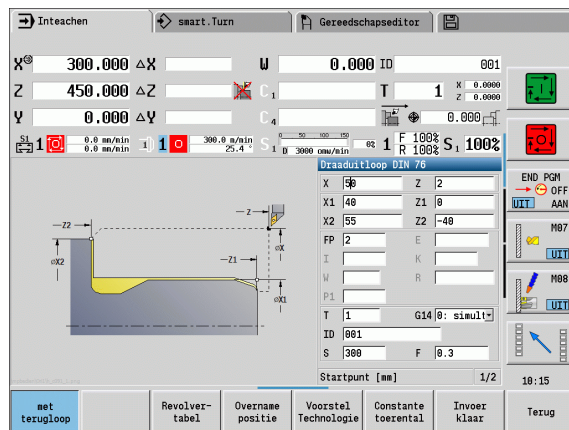 Inteachen
smart.Turn
Gereedschapseditor
X 300.000 △X W 0.000 ID 001
Z 450.000 △Z C 1 T 1 X 0.0000 Z 0.0000
Y 0.000 △Y C 4 0.000
S1 1 0.0 mm/min 0.0 mm/min 1 300.0 m/min 25.4 ° S 1 0 50 100 150 0% D 3000 omw/min 1 F 100% R 100% S 1 100%
Draaduitloop DIN 76
X 50 Z 2
X1 40 Z1 0
X2 55 Z2 -40
FP 2 E
I K
W R
P1
T 1 G14 0: simult
ID 001
S 300 F 0.3
Startpunt [mm] 1/2
Z2
Z
øX
Z1
øX2
øX1
END PGM
OFF
UIT AAN
M07
UIT
M08
UIT
10:15
met terugloop
Revolver- tabel
Overname positie
Voorstel Technologie
Constante toerental
Invoer klaar
Terug